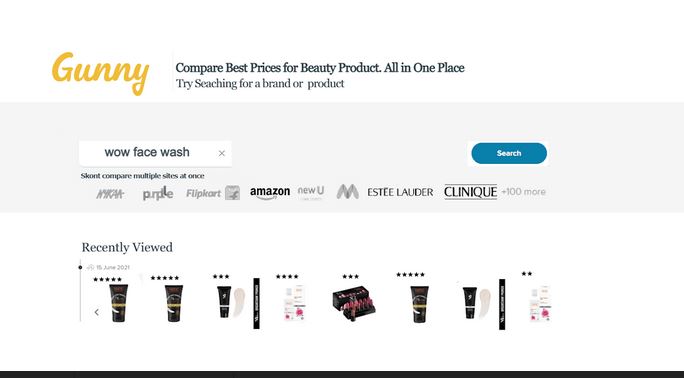 Gunny
Compare Best Prices for Beauty Product. All in One Place
Try Seaching for a brand or product
wow face wash ×
Search
Skont compare multiple sites at once
NYKAA purplle Flipkart amazon new U ESTĒE LAUDER CLINIQUE +100 more
Recently Viewed
15 June 2021